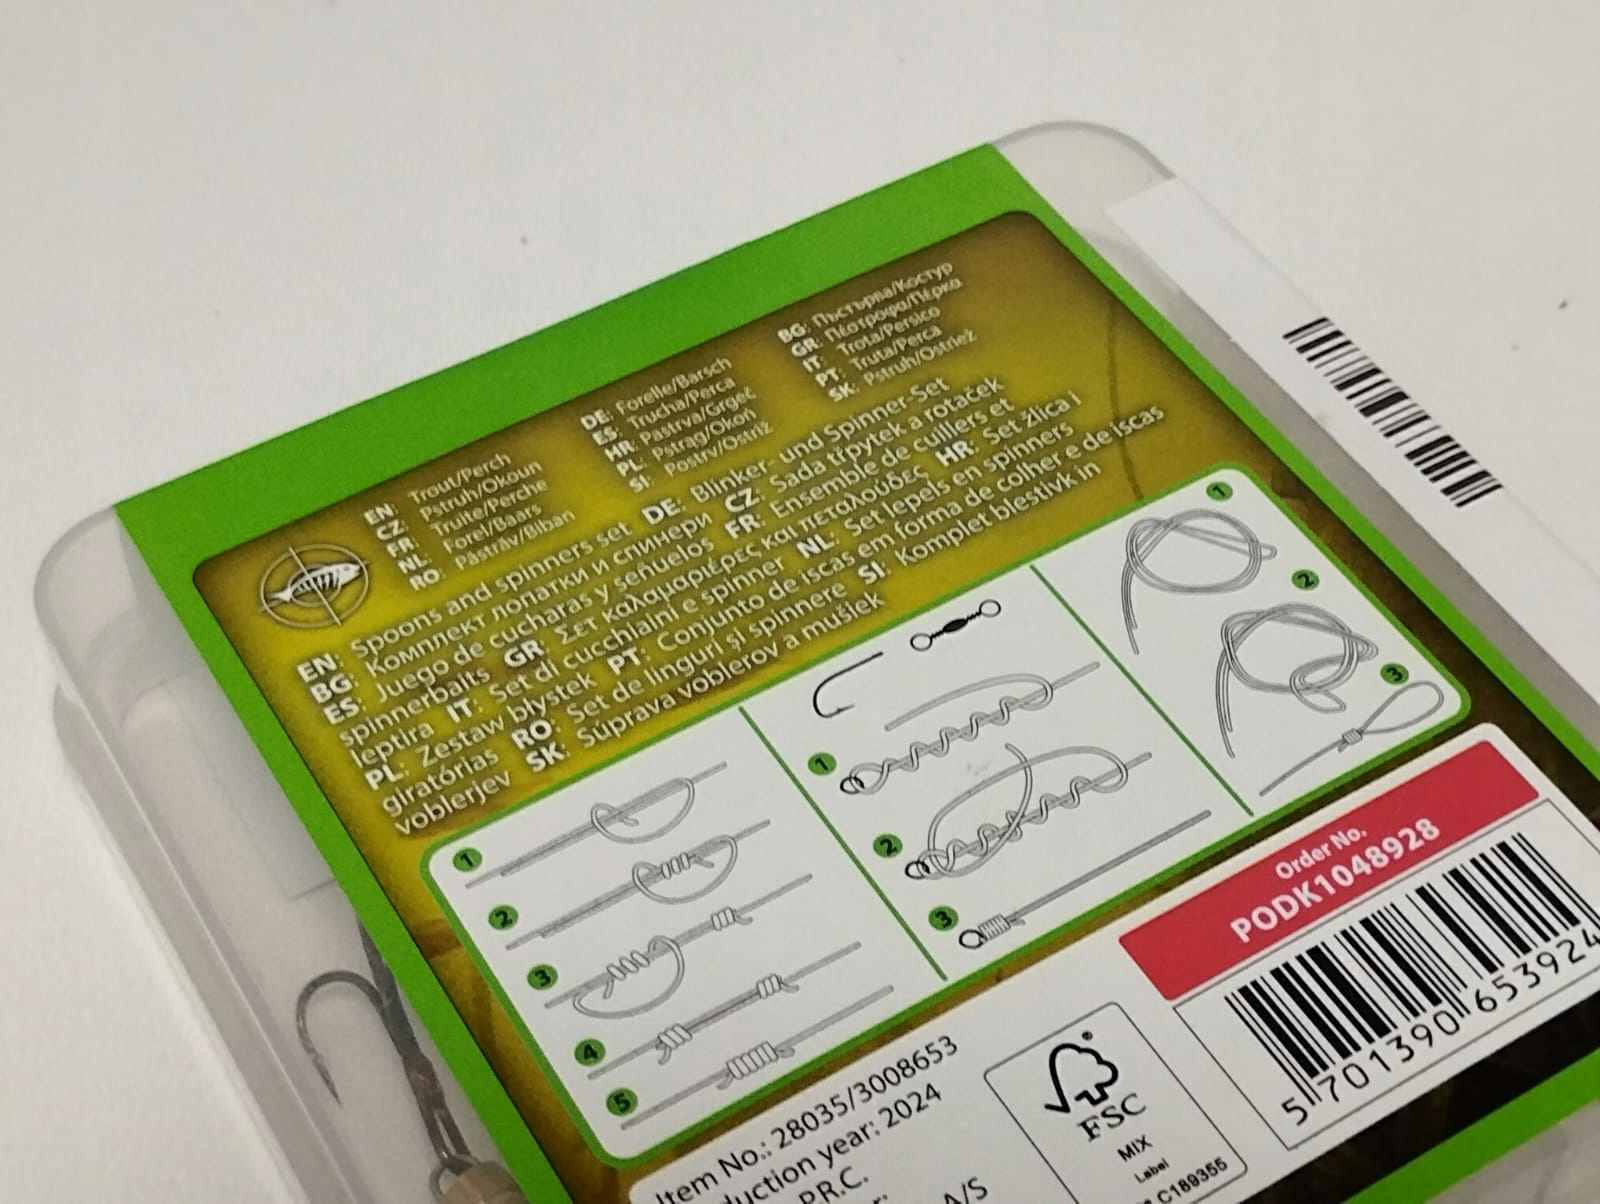 EN: Trout/Perch
CZ: Pstruh/Okoun
FR: Truite/Perche
NL: Forel/Baars
RO: Păstrăv/Biban
DE: Forelle/Barsch
ES: Trucha/Perca
HR: Pastrva/Grgeč
PL: Pstrąg/Okoń
SI: Postrv/Ostriž
BG: Пъстърва/Костур
GR: Πέστροφα/Πέρκα
IT: Trota/Persico
PT: Truta/Perca
SK: Pstruh/Ostriež
EN: Spoons and spinners set DE: Blinker- und Spinner-Set
BG: Комплект лопатки и спинери CZ: Sada třpytek a rotaček
ES: Juego de cucharas y señuelos FR: Ensemble de cuillers et
spinnerbaits GR: Σετ καλαμαριέρες και πεταλούδες HR: Set žlica i
leptira IT: Set di cucchiaini e spinner NL: Set lepels en spinners
PL: Zestaw błystek PT: Conjunto de iscas em forma de colher e de iscas
giratórias RO: Set de linguri și spinnere SI: Komplet blestivk in
voblerjev SK: Súprava voblerov a mušiek
1
2
3
4
5
1
2
3
1
2
3
Order No.
PODK1048928
5 701390 653924
Item No.: 28035/3008653
duction year: 2024
P.R.C.
A/S
FSC
®
MIX
Label
C189355